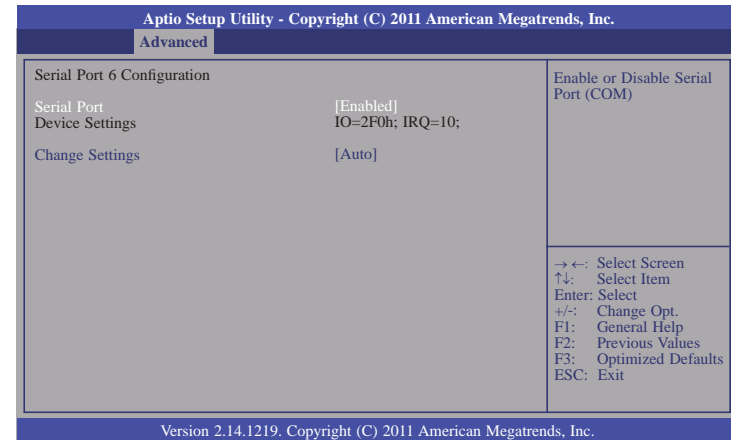 Aptio Setup Utility - Copyright (C) 2011 American Megatrends, Inc.
Advanced
Serial Port 6 Configuration
Serial Port [Enabled]
Device Settings IO=2F0h; IRQ=10;
Change Settings [Auto]
Enable or Disable Serial
Port (COM)
→←: Select Screen
↑↓: Select Item
Enter: Select
+/-: Change Opt.
F1: General Help
F2: Previous Values
F3: Optimized Defaults
ESC: Exit
Version 2.14.1219. Copyright (C) 2011 American Megatrends, Inc.